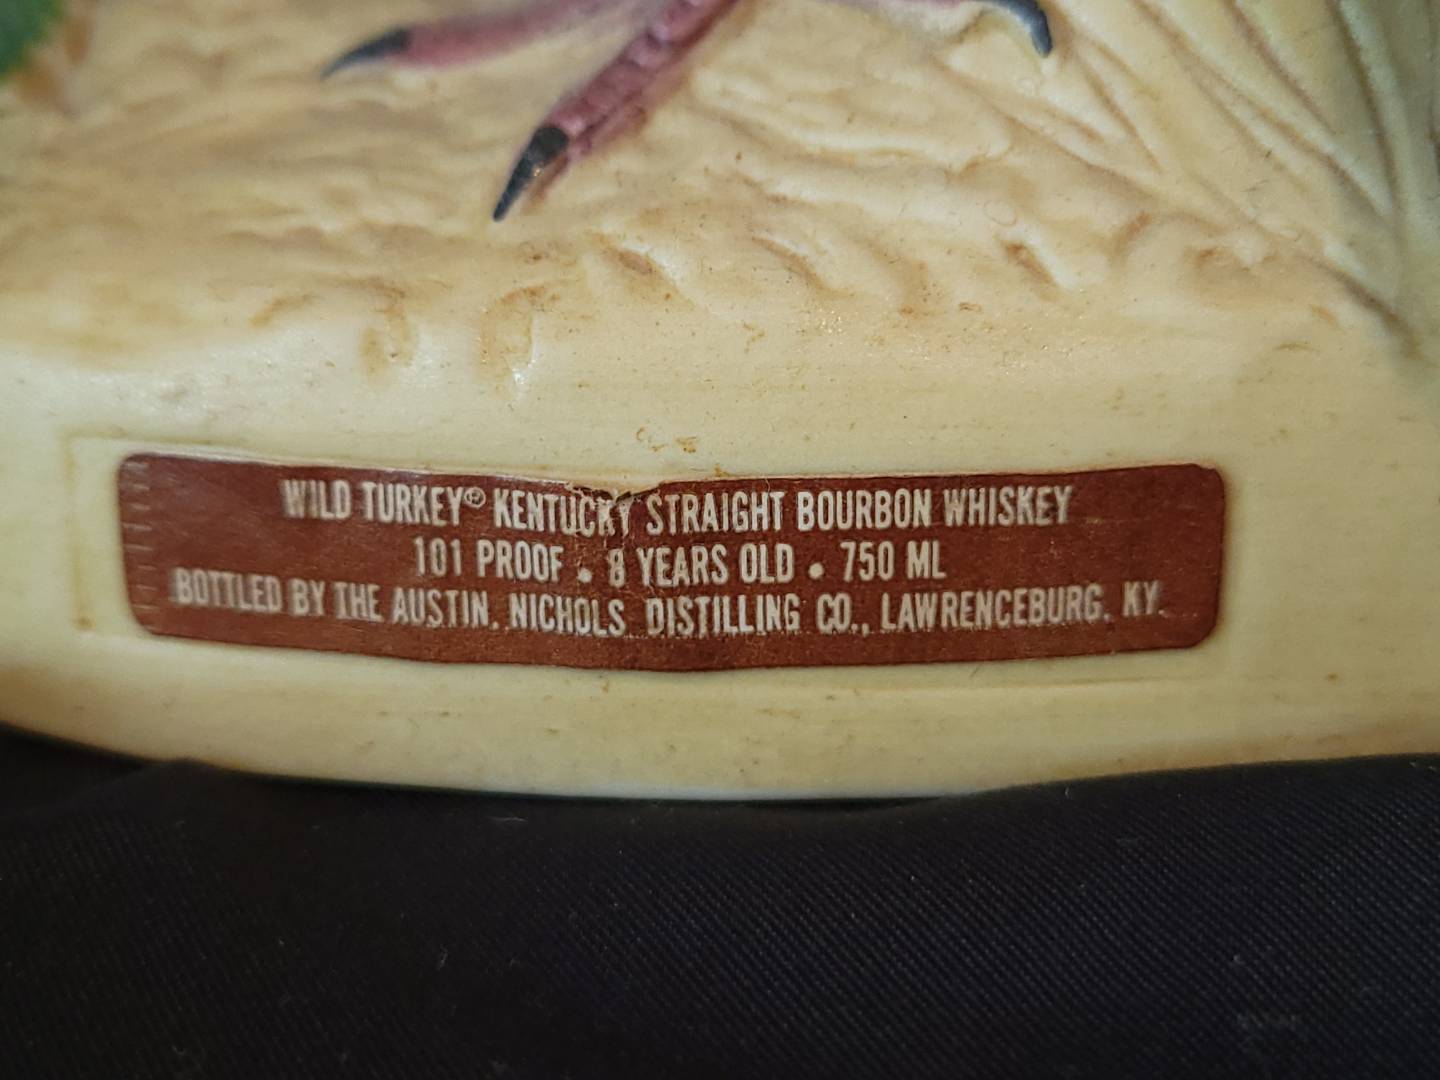 WILD TURKEY® KENTUCKY STRAIGHT BOURBON WHISKEY
101 PROOF • 8 YEARS OLD • 750 ML
BOTTLED BY THE AUSTIN, NICHOLS DISTILLING CO., LAWRENCEBURG, KY.